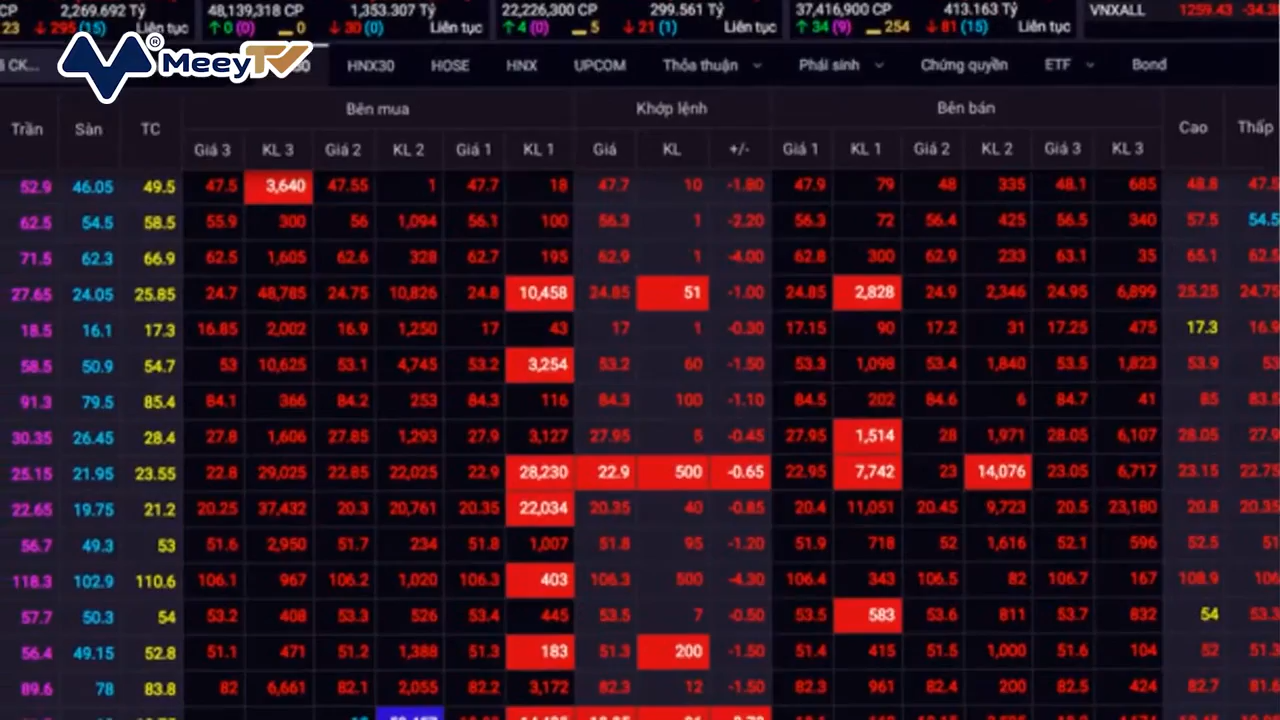 CP 2,269.692 Tỷ 48,139,318 CP 1,353.307 Tỷ 22,226,300 CP 299.561 Tỷ 37,416,900 CP 413.163 Tỷ VNXALL 1259.43
23 295 (15) Liên tục 0 (0) 0 30 (0) Liên tục 4 (0) 5 21 (1) Liên tục 34 (9) 254 81 (15) Liên tục
CK... MeeyTV HNX30 HOSE HNX UPCOM Thỏa thuận Phái sinh Chứng quyền ETF Bond
Trần Sàn TC Bên mua Khớp lệnh Bên bán Cao Thấp
Giá 3 KL 3 Giá 2 KL 2 Giá 1 KL 1 Giá KL +/- Giá 1 KL 1 Giá 2 KL 2 Giá 3 KL 3
52.9 46.05 49.5 47.5 3,640 47.55 1 47.7 18 47.7 10 -1.80 47.9 79 48 335 48.1 685 48.8 47.5
62.5 54.5 58.5 55.9 300 56 1,094 56.1 100 56.3 1 -2.20 56.3 72 56.4 425 56.5 340 57.5 54.5
71.5 62.3 66.9 62.5 1,605 62.6 328 62.7 195 62.9 1 -4.00 62.8 300 62.9 233 63.1 35 65.1 62.5
27.65 24.05 25.85 24.7 48,785 24.75 10,826 24.8 10,458 24.85 51 -1.00 24.85 2,828 24.9 2,346 24.95 6,899 25.25 24.75
18.5 16.1 17.3 16.85 2,002 16.9 1,250 17 43 17 1 -0.30 17.15 90 17.2 31 17.25 475 17.3 16.9
58.5 50.9 54.7 53 10,625 53.1 4,745 53.2 3,254 53.2 60 -1.50 53.3 1,098 53.4 1,840 53.5 1,823 53.9 53
91.3 79.5 85.4 84.1 366 84.2 253 84.3 116 84.3 100 -1.10 84.5 202 84.6 6 84.7 41 85 83.5
30.35 26.45 28.4 27.8 1,606 27.85 1,293 27.9 3,127 27.95 5 -0.45 27.95 1,514 28 1,971 28.05 6,107 28.05 27.9
25.15 21.95 23.55 22.8 29,025 22.85 22,025 22.9 28,230 22.9 500 -0.65 22.95 7,742 23 14,076 23.05 6,717 23.15 22.75
22.65 19.75 21.2 20.25 37,432 20.3 20,761 20.35 22,034 20.35 40 -0.85 20.4 11,051 20.45 9,723 20.5 23,180 20.8 20.35
56.7 49.3 53 51.6 2,950 51.7 234 51.8 1,007 51.8 95 -1.20 51.9 718 52 1,616 52.1 596 52.5 51
118.3 102.9 110.6 106.1 967 106.2 1,020 106.3 403 106.3 500 -4.30 106.4 343 106.5 82 106.7 167 108.9 106
57.7 50.3 54 53.2 408 53.3 526 53.4 445 53.5 7 -0.50 53.5 583 53.6 811 53.7 832 54 53.3
56.4 49.15 52.8 51.1 471 51.2 1,388 51.3 183 51.3 200 -1.50 51.4 415 51.5 1,000 51.6 104 52 51.3
89.6 78 83.8 82 6,661 82.1 2,055 82.2 3,172 82.3 12 -1.50 82.3 961 82.4 200 82.5 424 82.7 81.8